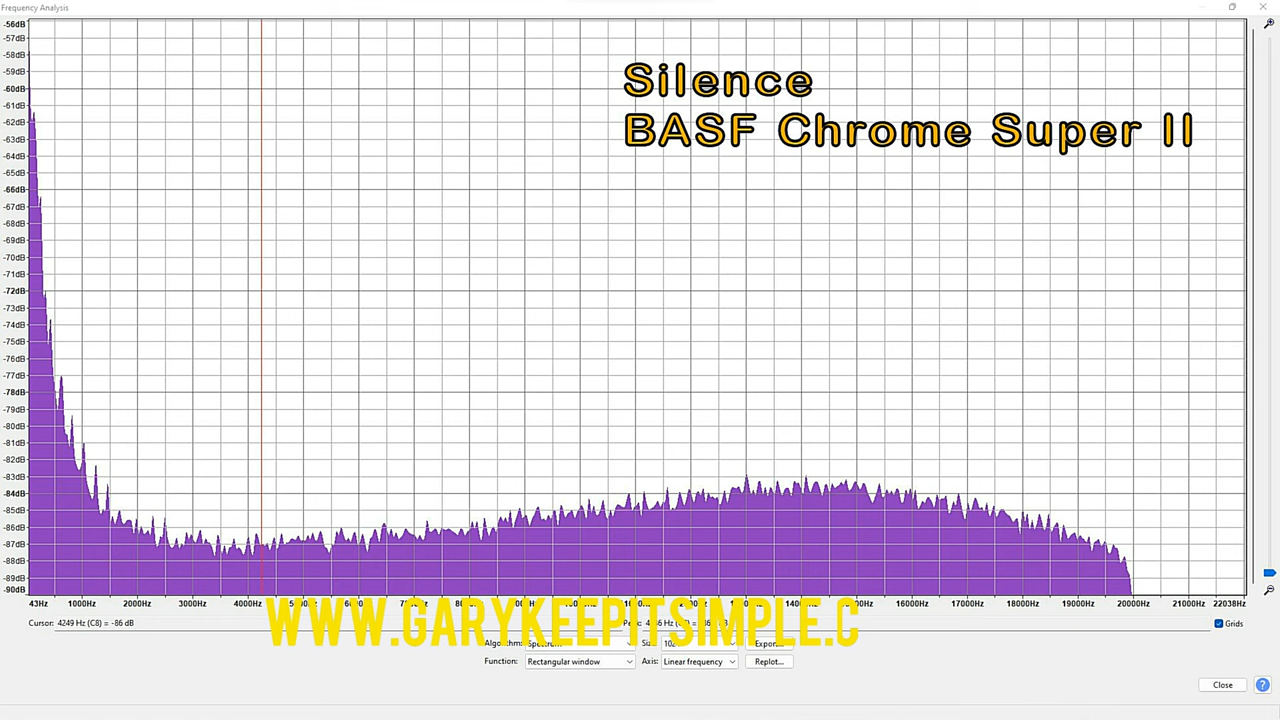 Frequency Analysis
Silence
BASF Chrome Super II
-56dB
-57dB
-58dB
-59dB
-60dB
-61dB
-62dB
-63dB
-64dB
-65dB
-66dB
-67dB
-68dB
-69dB
-70dB
-71dB
-72dB
-73dB
-74dB
-75dB
-76dB
-77dB
-78dB
-79dB
-80dB
-81dB
-82dB
-83dB
-84dB
-85dB
-86dB
-87dB
-88dB
-89dB
-90dB
43Hz 1000Hz 2000Hz 3000Hz 4000Hz 16000Hz 17000Hz 18000Hz 19000Hz 20000Hz 21000Hz 22038Hz
WWW.GARYKEEPITSIMPLE.C
Cursor: 4249 Hz (C8) = -86 dB
Grids
Algorithm:
Function: Rectangular window Axis: Linear frequency Replot...
Close